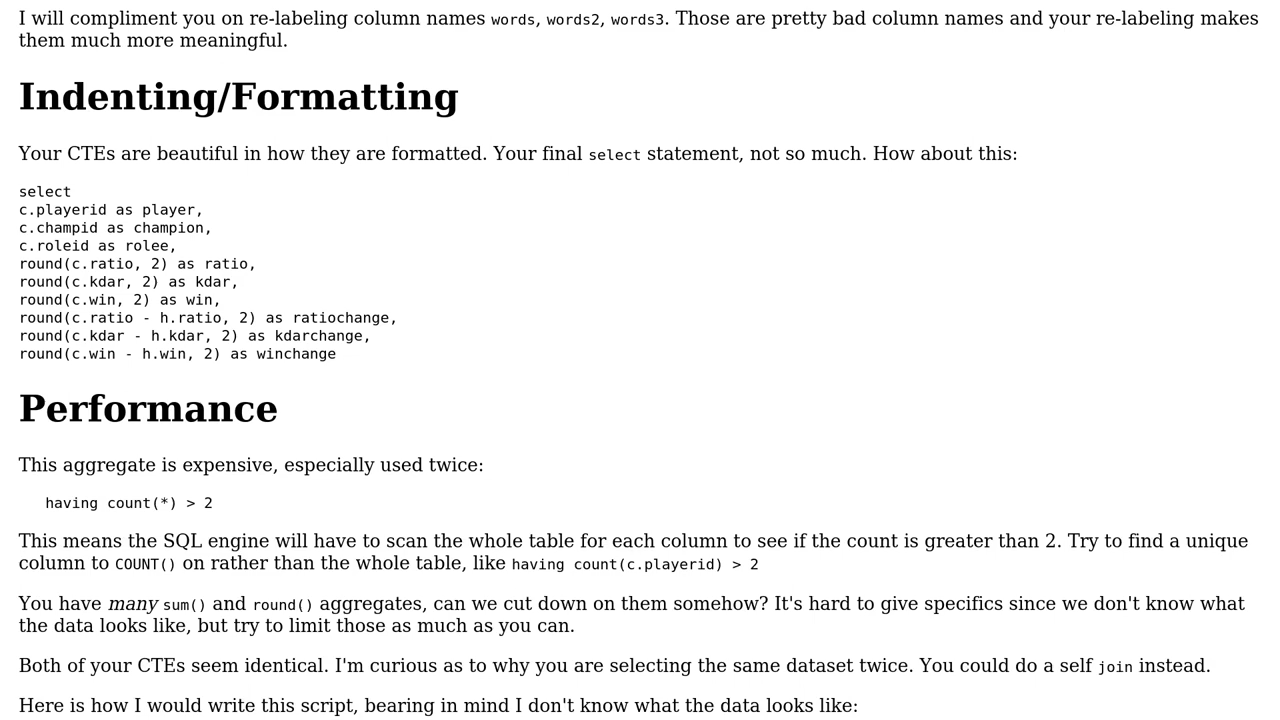 I will compliment you on re-labeling column names words, words2, words3. Those are pretty bad column names and your re-labeling makes
them much more meaningful.
Indenting/Formatting
Your CTEs are beautiful in how they are formatted. Your final select statement, not so much. How about this:
select
c.playerid as player,
c.champid as champion,
c.roleid as rolee,
round(c.ratio, 2) as ratio,
round(c.kdar, 2) as kdar,
round(c.win, 2) as win,
round(c.ratio - h.ratio, 2) as ratiochange,
round(c.kdar - h.kdar, 2) as kdarchange,
round(c.win - h.win, 2) as winchange
Performance
This aggregate is expensive, especially used twice:
having count(*) > 2
This means the SQL engine will have to scan the whole table for each column to see if the count is greater than 2. Try to find a unique
column to COUNT() on rather than the whole table, like having count(c.playerid) > 2
You have many sum() and round() aggregates, can we cut down on them somehow? It's hard to give specifics since we don't know what
the data looks like, but try to limit those as much as you can.
Both of your CTEs seem identical. I'm curious as to why you are selecting the same dataset twice. You could do a self join instead.
Here is how I would write this script, bearing in mind I don't know what the data looks like: